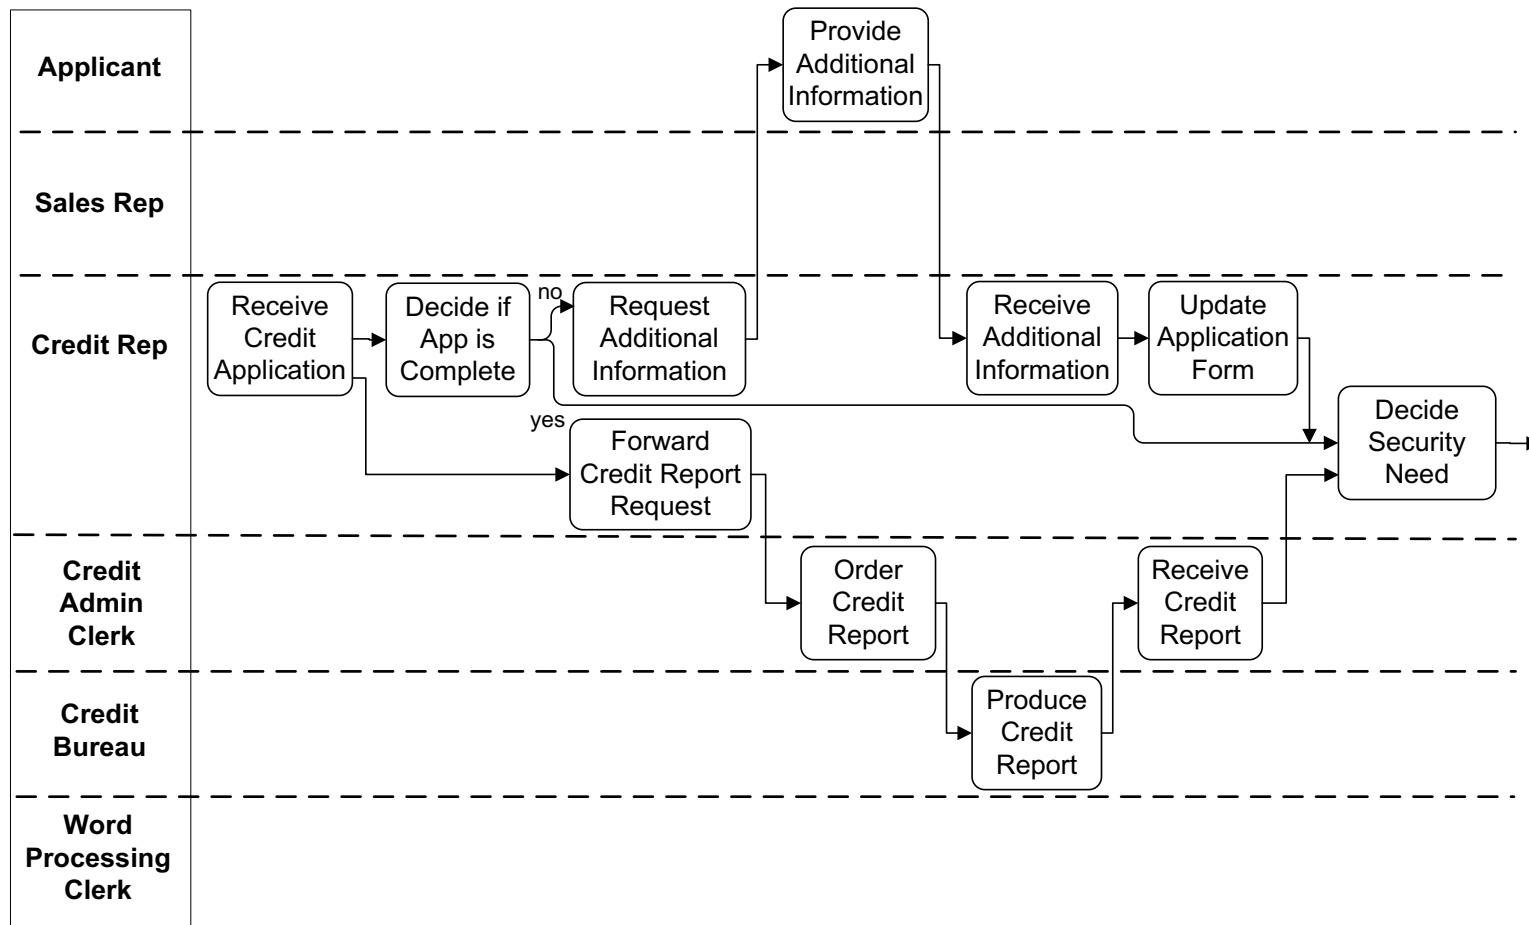 Applicant
Provide
Additional
Information
Sales Rep
Credit Rep
Receive
Credit
Application
Decide if
App is
Complete
no
yes
Request
Additional
Information
Receive
Additional
Information
Update
Application
Form
Forward
Credit Report
Request
Decide
Security
Need
Credit
Admin
Clerk
Order
Credit
Report
Receive
Credit
Report
Credit
Bureau
Produce
Credit
Report
Word
Processing
Clerk